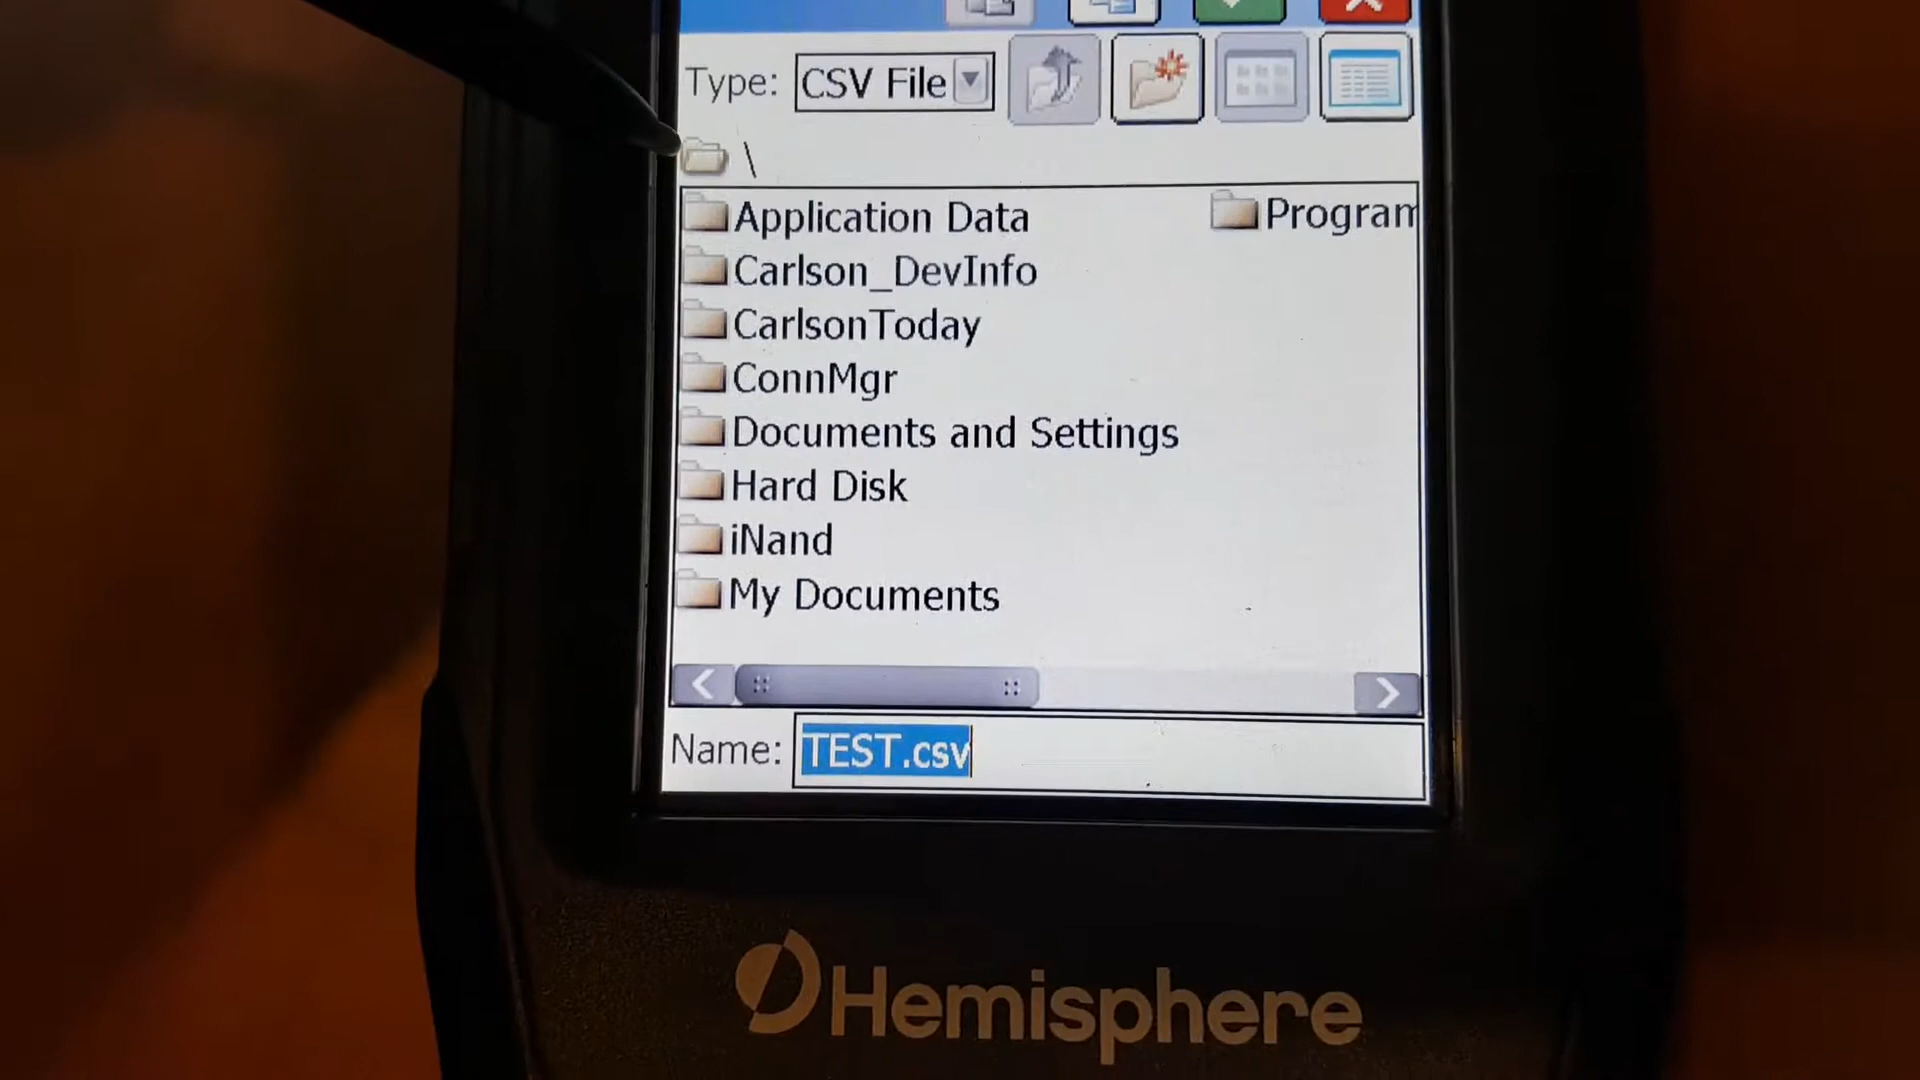 Type: CSV File
\
Application Data
Program
Carlson_DevInfo
CarlsonToday
ConnMgr
Documents and Settings
Hard Disk
iNand
My Documents
Name: TEST.csv
Hemisphere